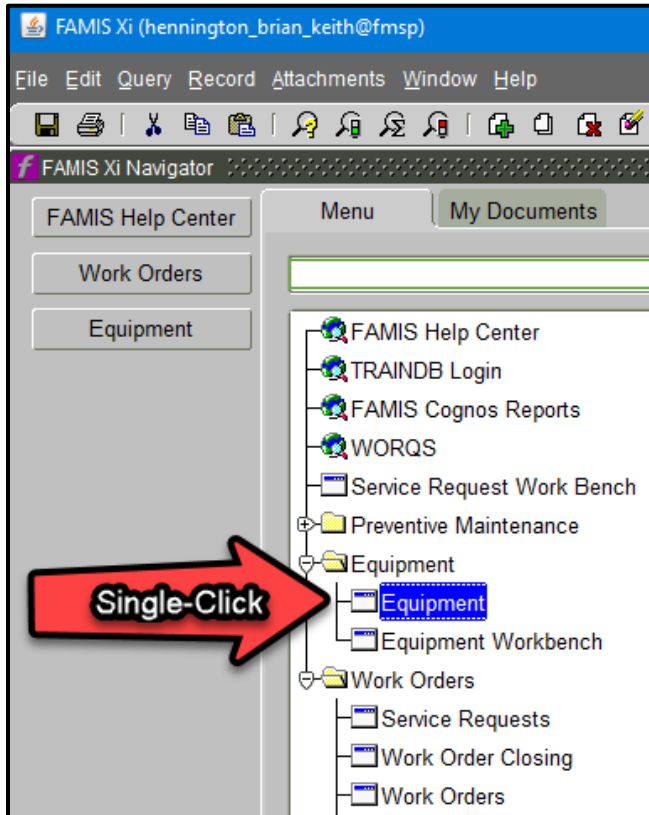 FAMIS Xi (hennington_brian_keith@fmsp)
File Edit Query Record Attachments Window Help
f FAMIS Xi Navigator
FAMIS Help Center
Work Orders
Equipment
Menu My Documents
FAMIS Help Center
TRAINDB Login
FAMIS Cognos Reports
WORQS
Service Request Work Bench
Preventive Maintenance
Equipment
Single-Click
Equipment
Equipment Workbench
Work Orders
Service Requests
Work Order Closing
Work Orders